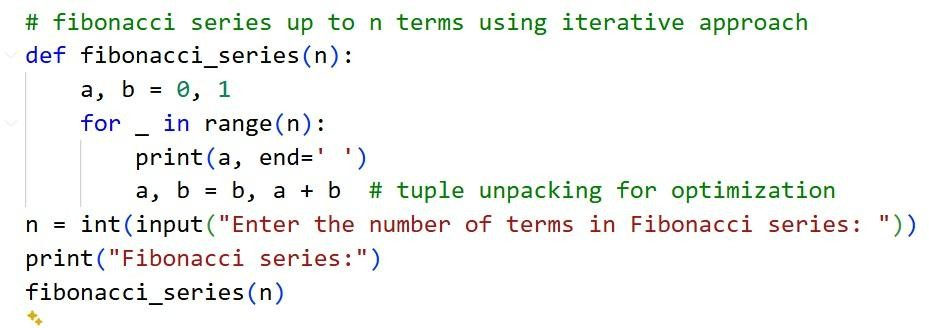 # fibonacci series up to n terms using iterative approach
def fibonacci_series(n):
    a, b = 0, 1
    for _ in range(n):
        print(a, end=' ')
        a, b = b, a + b  # tuple unpacking for optimization
n = int(input("Enter the number of terms in Fibonacci series: "))
print("Fibonacci series:")
fibonacci_series(n)